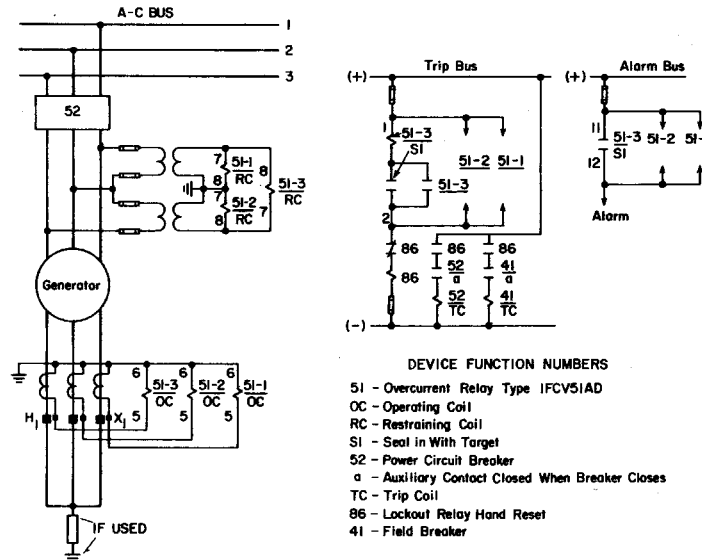 A-C BUS
1
2
3
52
7
51-1
RC
8
8
7
51-2
RC
8
7
51-3
RC
Generator
6
51-3
OC
5
6
51-2
OC
5
6
51-1
OC
5
H1
X1
IF USED
(+)
Trip Bus
1
51-3
SI
51-2
51-1
51-3
2
86
86
86
52
a
52
TC
86
41
a
41
TC
(-)
(+)
Alarm Bus
11
51-3
SI
51-2
51-
12
Alarm
DEVICE FUNCTION NUMBERS
51 - Overcurrent Relay Type IFCV51AD
OC - Operating Coil
RC - Restraining Coil
SI - Seal in With Target
52 - Power Circuit Breaker
a - Auxiliary Contact Closed When Breaker Closes
TC - Trip Coil
86 - Lockout Relay Hand Reset
41 - Field Breaker